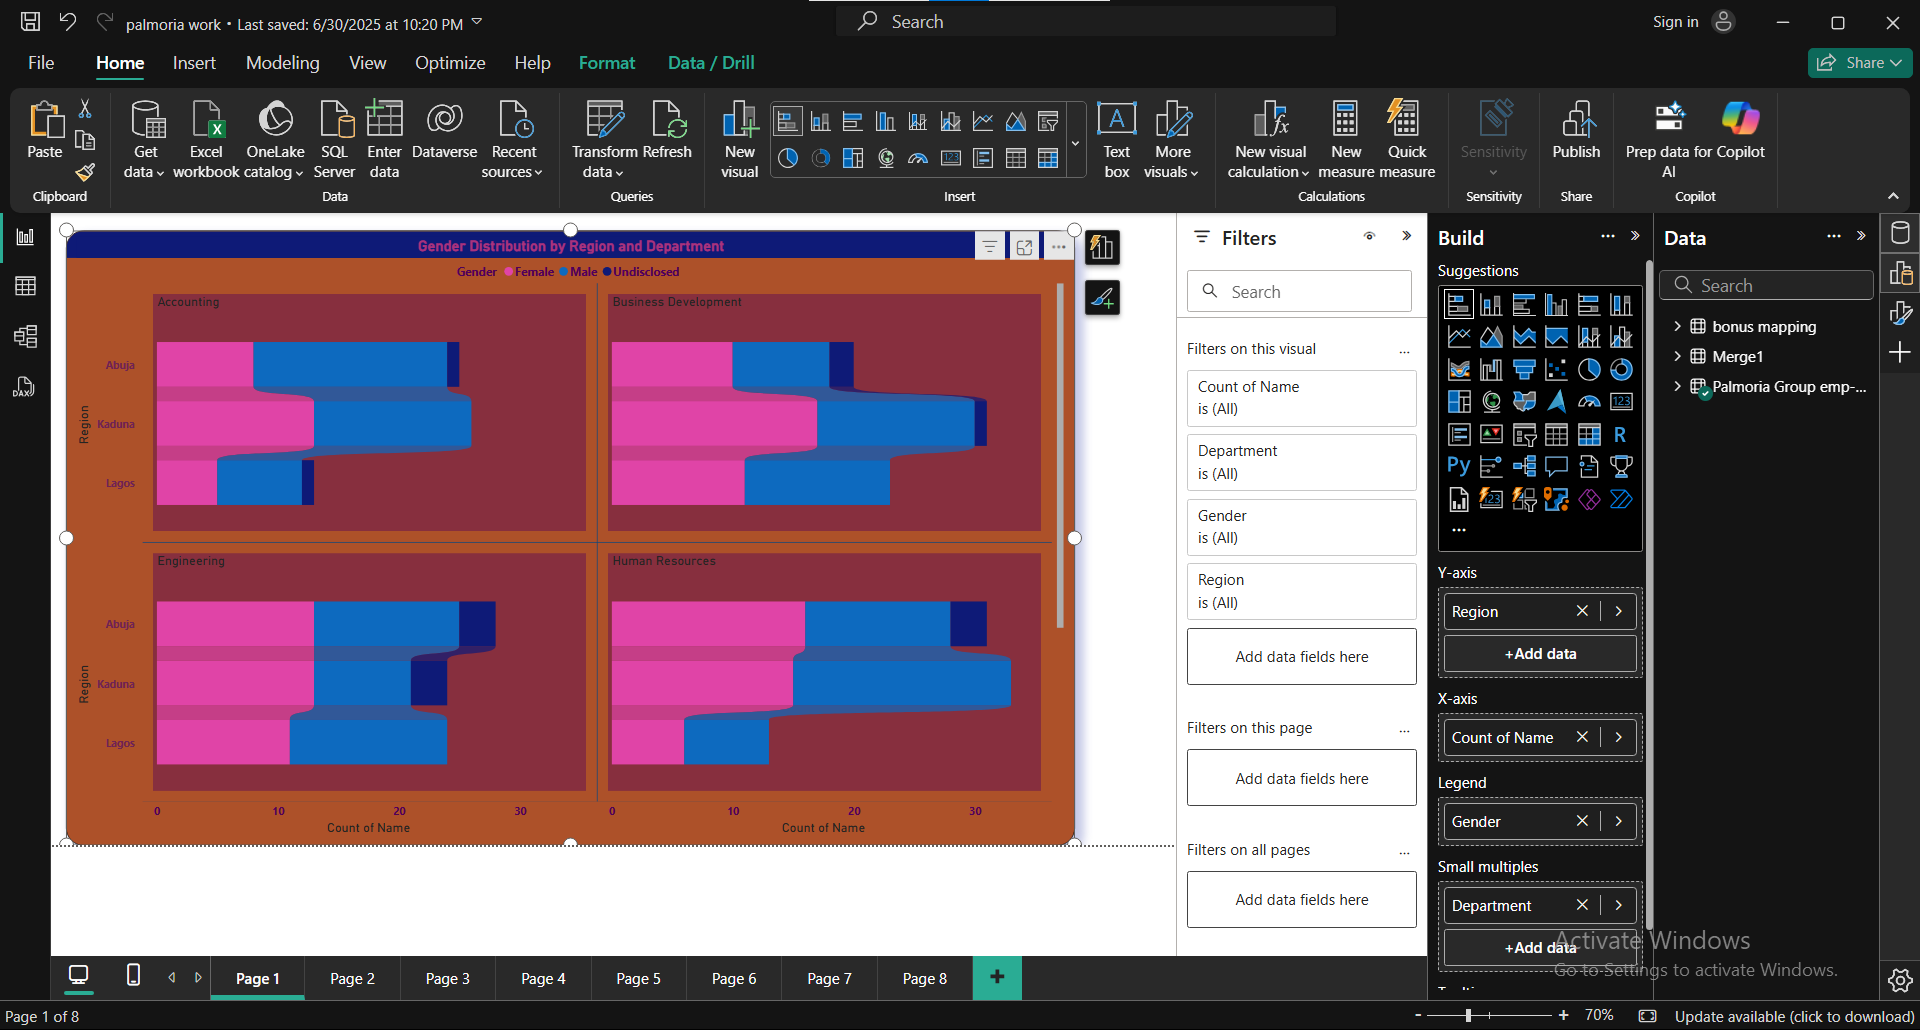 palmoria work • Last saved: 6/30/2025 at 10:20 PM
Search
Sign in
File
Home
Insert
Modeling
View
Optimize
Help
Format
Data / Drill
Share
Paste
Get data
Excel workbook
OneLake catalog
SQL Server
Enter data
Dataverse
Recent sources
Transform data
Refresh
New visual
Text box
More visuals
New visual calculation
New measure
Quick measure
Sensitivity
Publish
Prep data for AI
Copilot
Clipboard
Data
Queries
Insert
Calculations
Sensitivity
Share
Copilot
Gender Distribution by Region and Department
Gender Female Male Undisclosed
Accounting
Business Development
Region
Abuja
Kaduna
Lagos
Engineering
Human Resources
Region
Abuja
Kaduna
Lagos
0 10 20 30
0 10 20 30
Count of Name
Count of Name
Filters
Search
Filters on this visual
...
Count of Name
is (All)
Department
is (All)
Gender
is (All)
Region
is (All)
Add data fields here
Filters on this page
...
Add data fields here
Filters on all pages
...
Add data fields here
Build
Suggestions
123
R
Py
123
...
Y-axis
Region
+Add data
X-axis
Count of Name
Legend
Gender
Small multiples
Department
+Add data
Data
Search
bonus mapping
Merge1
Palmoria Group emp-...
Activate Windows
Go to Settings to activate Windows.
Page 1
Page 2
Page 3
Page 4
Page 5
Page 6
Page 7
Page 8
+
Page 1 of 8
- + 70%
Update available (click to download)